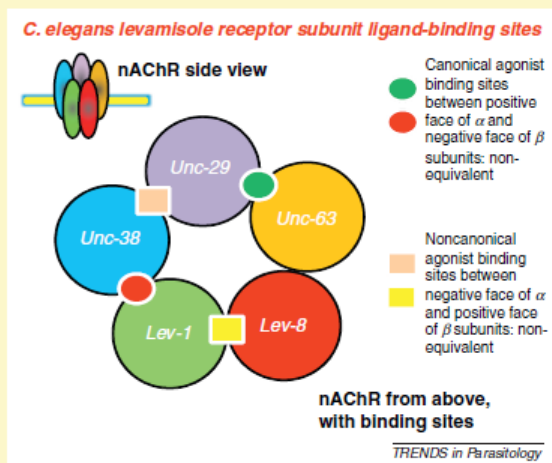 C. elegans levamisole receptor subunit ligand-binding sites
nAChR side view
Canonical agonist
binding sites
between positive
face of α and
negative face of β
subunits: non-
equivalent
Unc-29
Unc-63
Unc-38
Lev-1
Lev-8
Noncanonical
agonist binding
sites between
negative face of α
and positive face
of β subunits: non-
equivalent
nAChR from above,
with binding sites
TRENDS in Parasitology